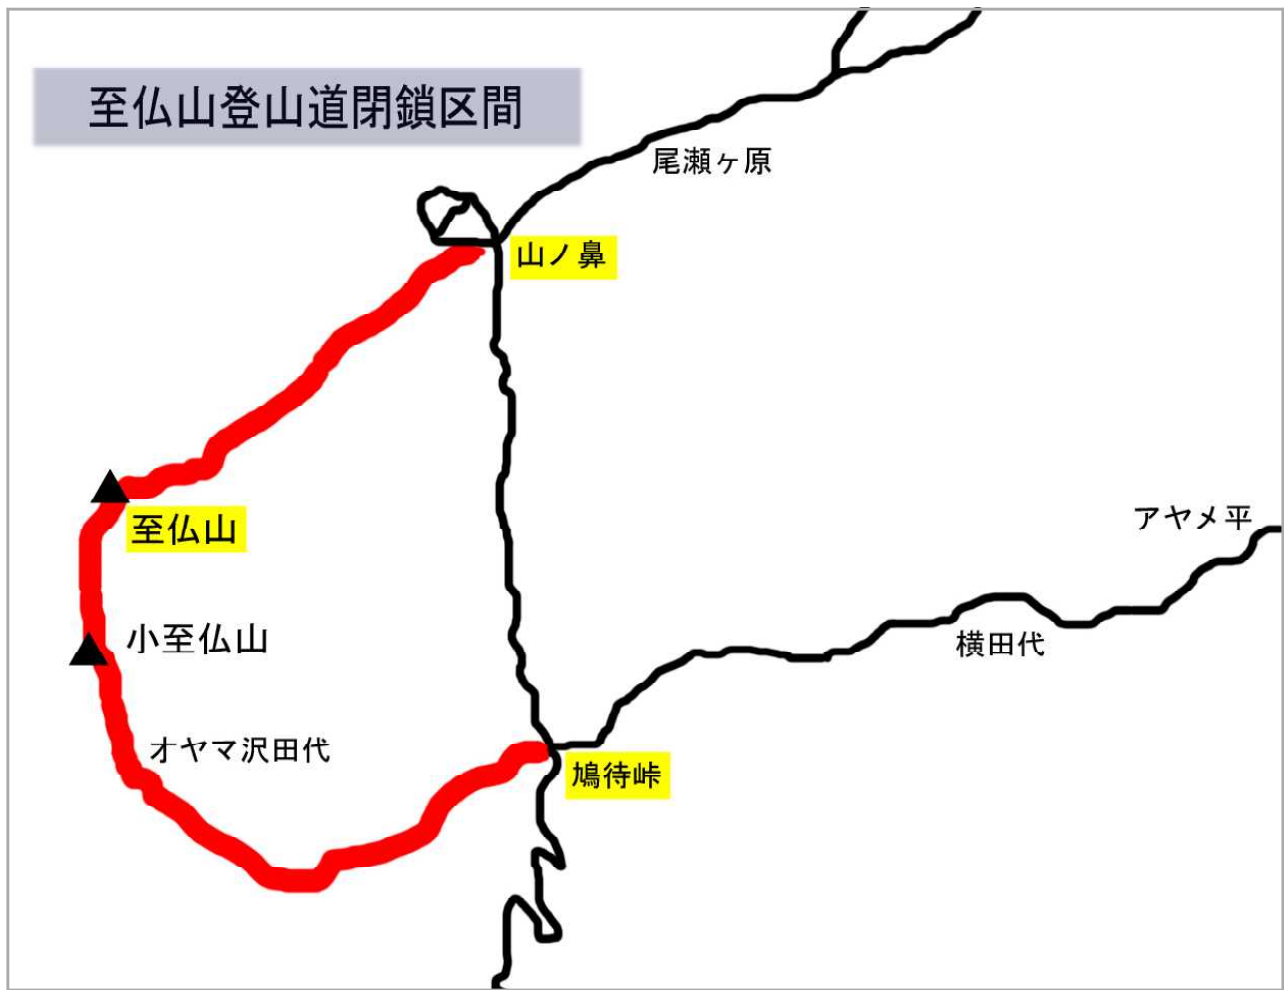 至仏山登山道閉鎖区間
尾瀬ヶ原
山ノ鼻
アヤメ平
至仏山
小至仏山
横田代
オヤマ沢田代
鳩待峠